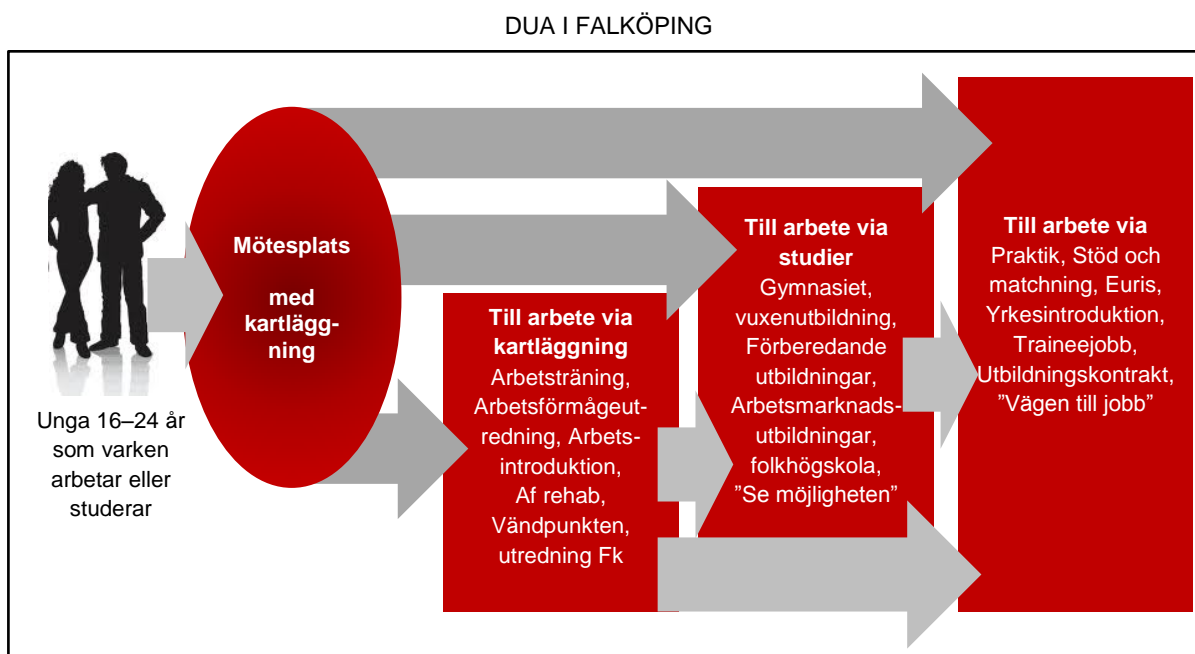 DUA I FALKÖPING
Unga 16–24 år
som varken
arbetar eller
studerar
Mötesplats
med
kartlägg-
ning
Till arbete via
kartläggning
Arbetsträning,
Arbetsförmågeut-
redning, Arbets-
introduktion,
Af rehab,
Vändpunkten,
utredning Fk
Till arbete via
studier
Gymnasiet,
vuxenutbildning,
Förberedande
utbildningar,
Arbetsmarknads-
utbildningar,
folkhögskola,
”Se möjligheten”
Till arbete via
Praktik, Stöd och
matchning, Euris,
Yrkesintroduktion,
Traineejobb,
Utbildningskontrakt,
”Vägen till jobb”